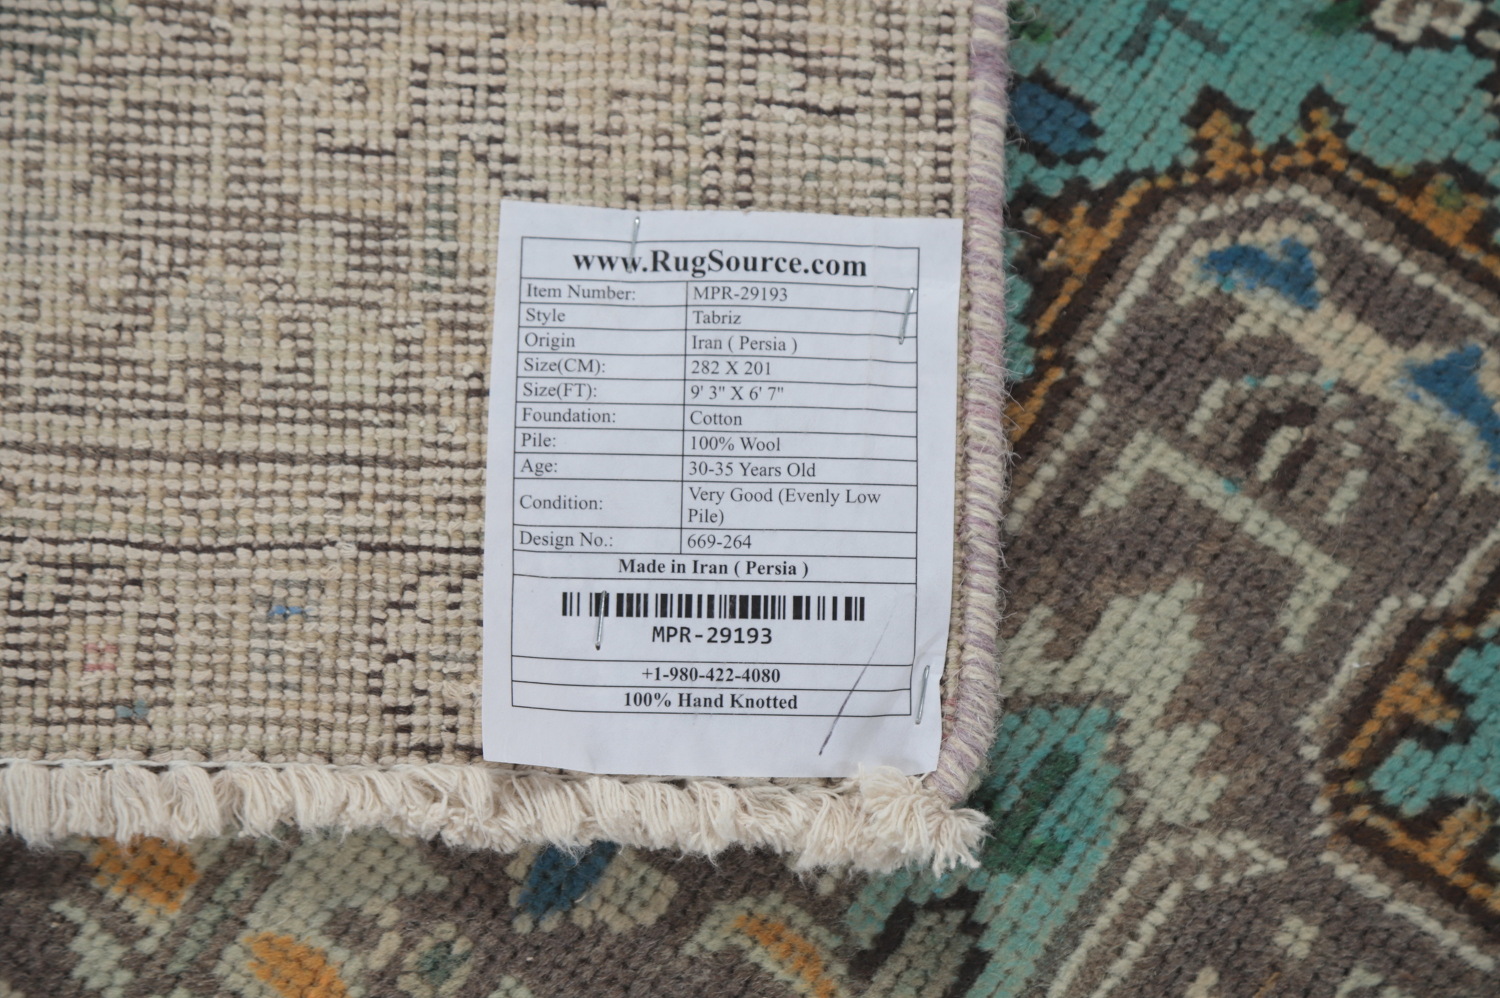 www.RugSource.com
Item Number: MPR-29193
Style Tabriz
Origin Iran ( Persia )
Size(CM): 282 X 201
Size(FT): 9' 3" X 6' 7"
Foundation: Cotton
Pile: 100% Wool
Age: 30-35 Years Old
Condition: Very Good (Evenly Low
Pile)
Design No.: 669-264
Made in Iran ( Persia )
MPR-29193
+1-980-422-4080
100% Hand Knotted